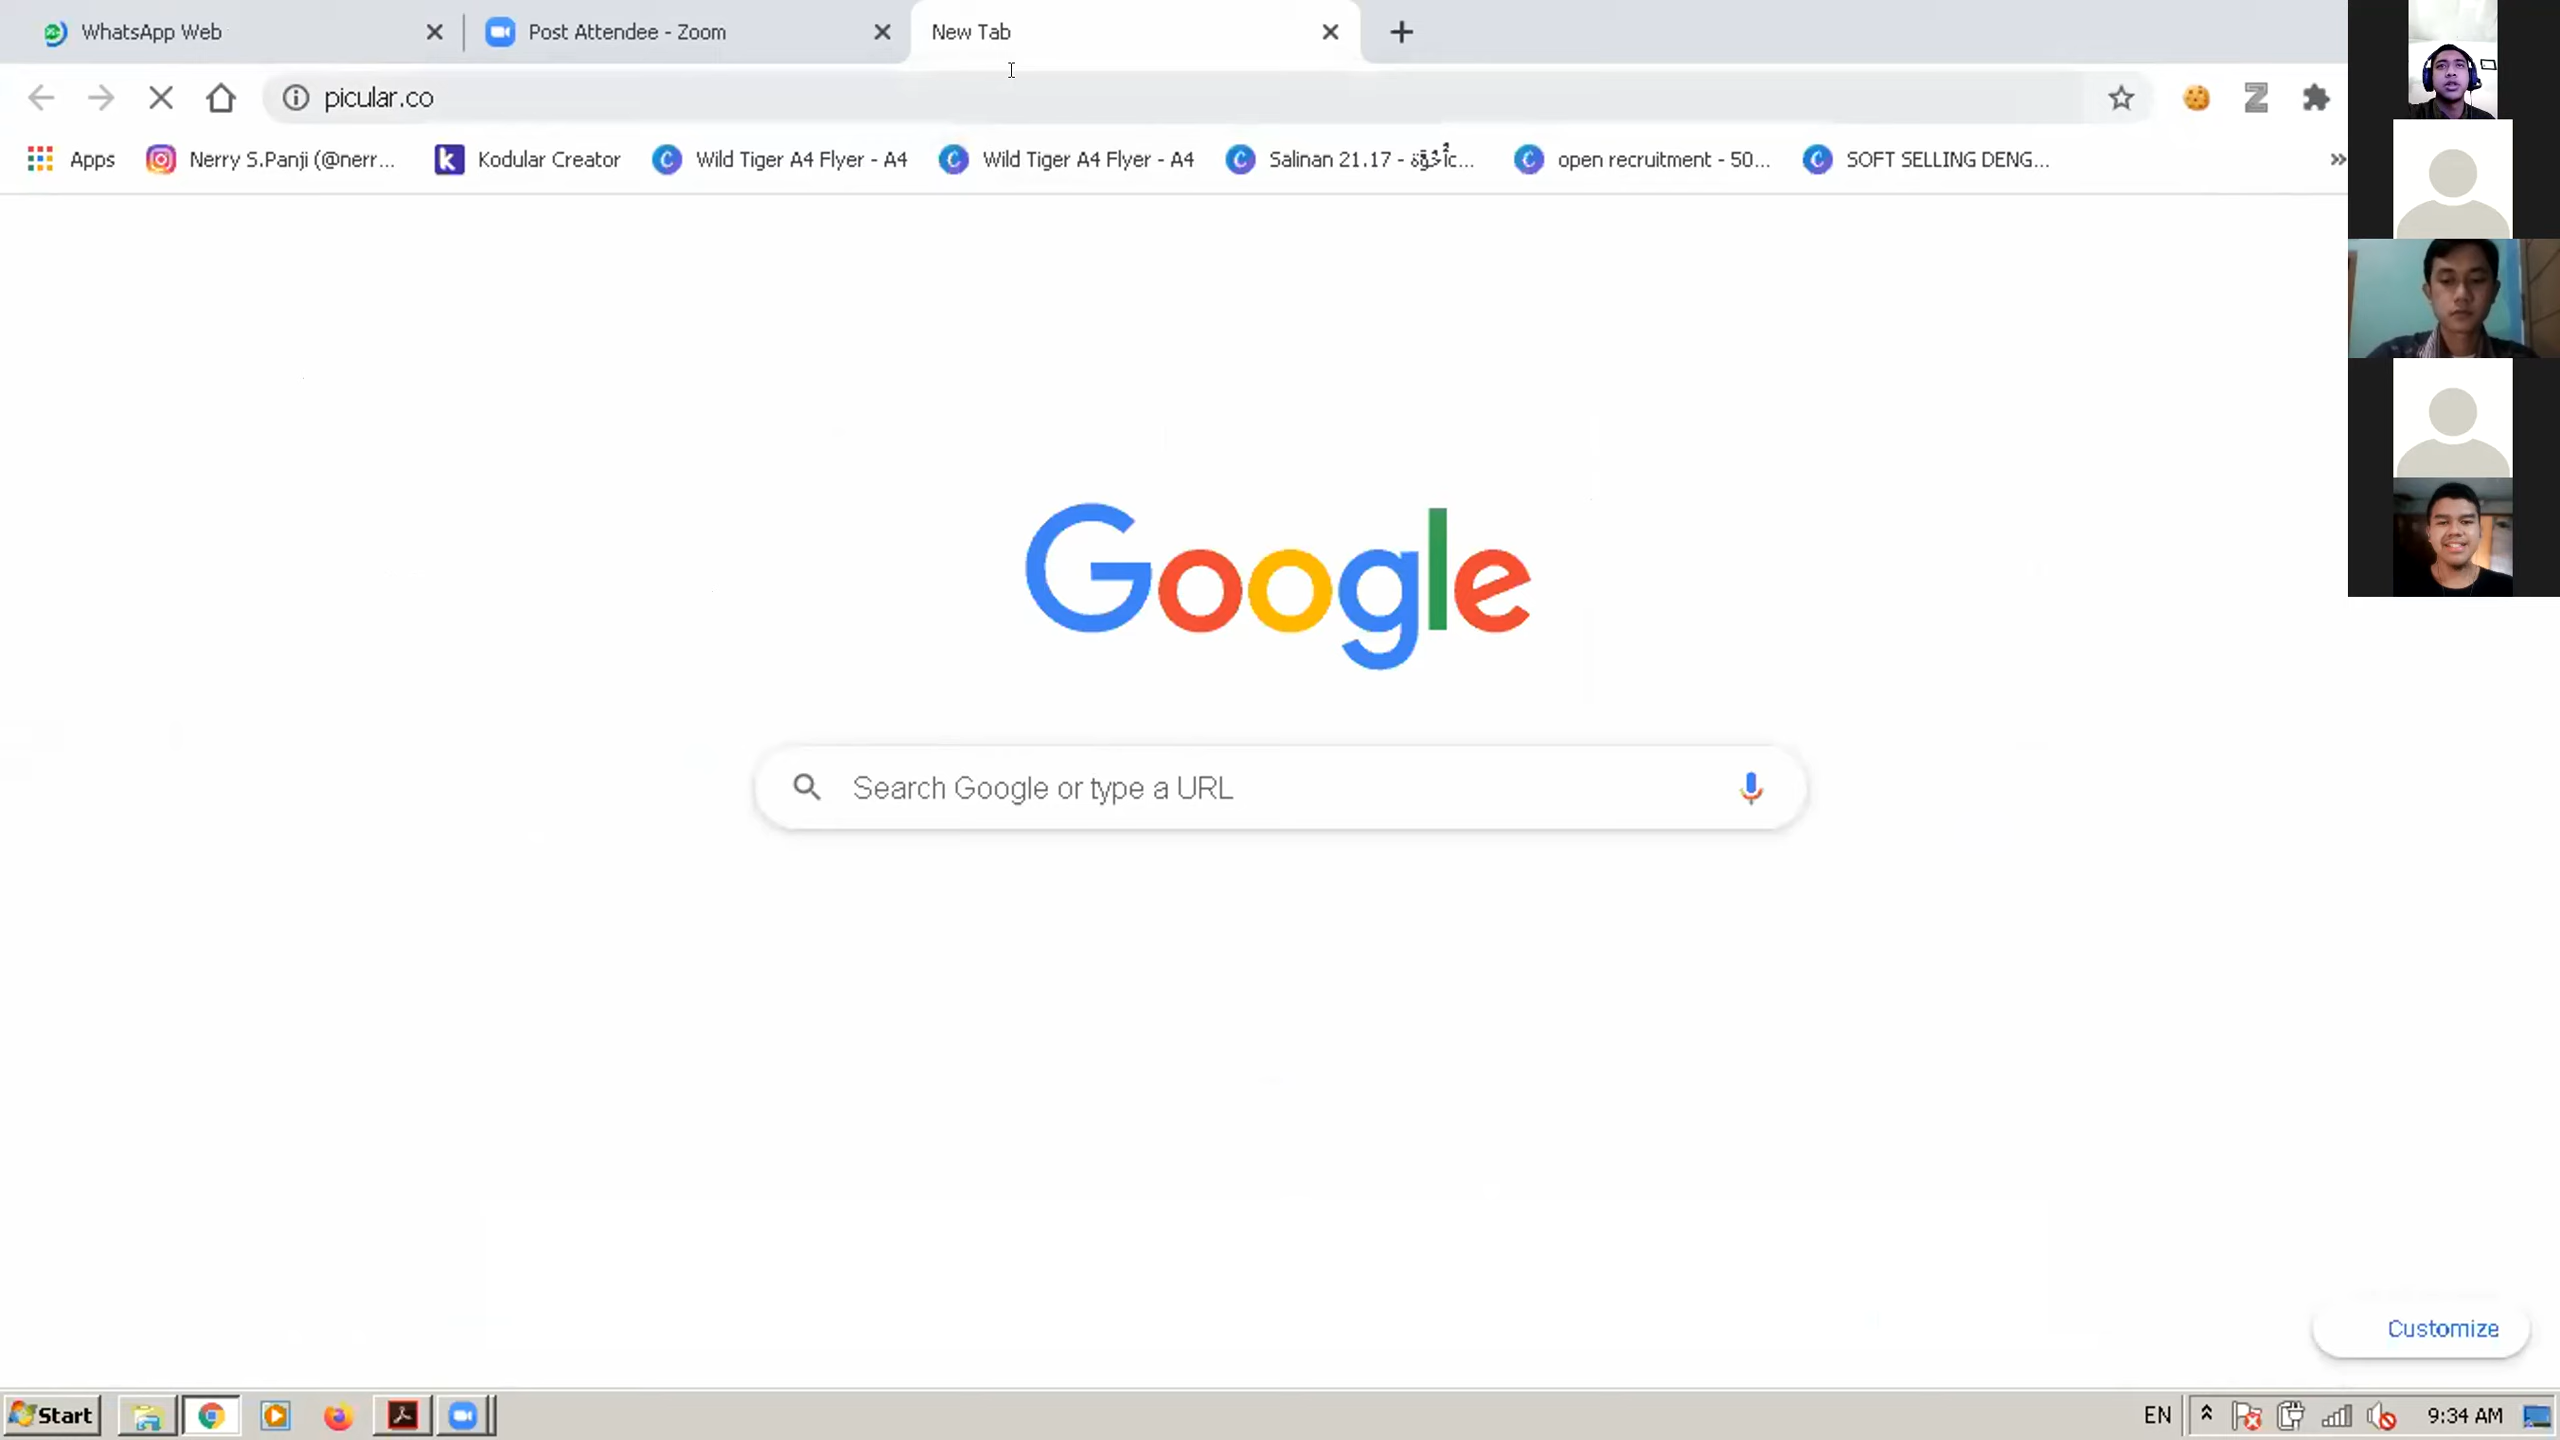 WhatsApp Web
Post Attendee - Zoom
New Tab
picular.co
Apps
Nerry S.Panji (@nerr...
Kodular Creator
Wild Tiger A4 Flyer - A4
Wild Tiger A4 Flyer - A4
Salinan 21.17 -
open recruitment - 50...
SOFT SELLING DENG...
Google
Search Google or type a URL
Customize
Start
EN
9:34 AM